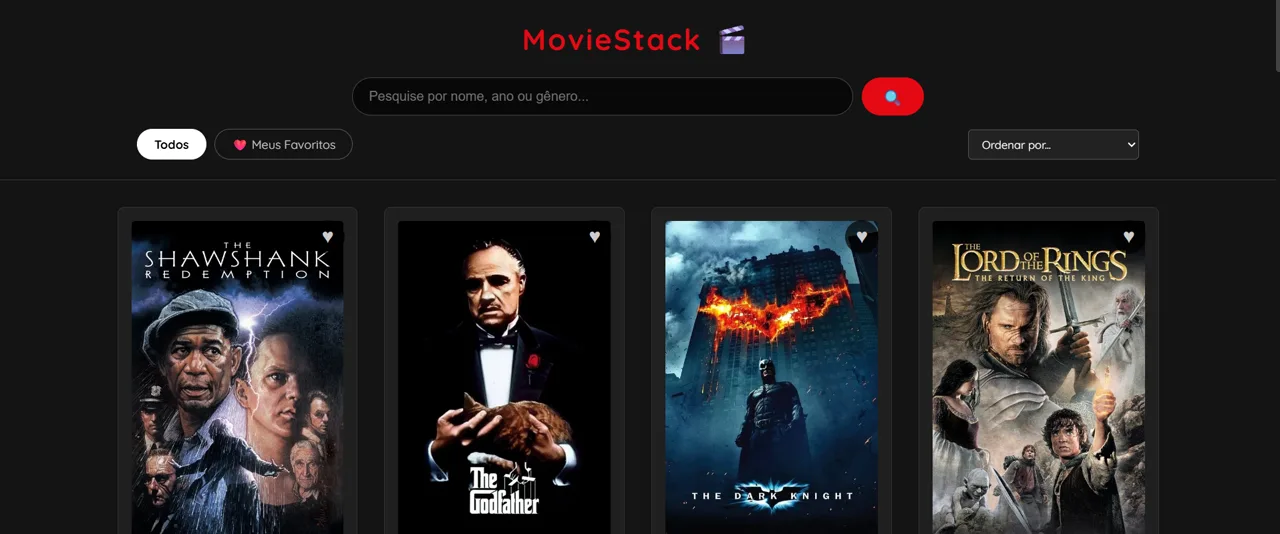 MovieStack
Pesquise por nome, ano ou gênero...
Todos
Meus Favoritos
Ordenar por...
THE
SHAWSHANK
REDEMPTION
The
Godfather
THE DARK KNIGHT
THE
LORD OF THE RINGS
THE RETURN OF THE KING